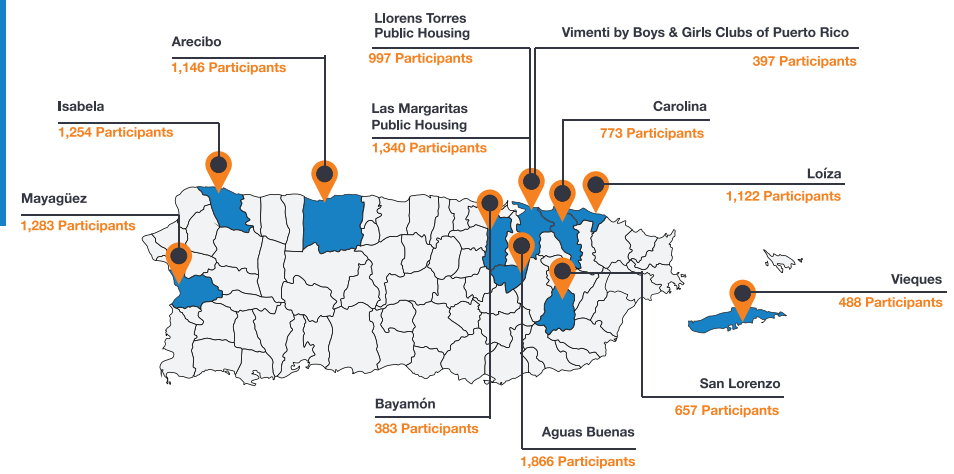 Llorens Torres
Public Housing
997 Participants
Vimenti by Boys & Girls Clubs of Puerto Rico
397 Participants
Arecibo
1,146 Participants
Isabela
1,254 Participants
Las Margaritas
Public Housing
1,340 Participants
Carolina
773 Participants
Loíza
1,122 Participants
Mayagüez
1,283 Participants
Vieques
488 Participants
San Lorenzo
657 Participants
Bayamón
383 Participants
Aguas Buenas
1,866 Participants